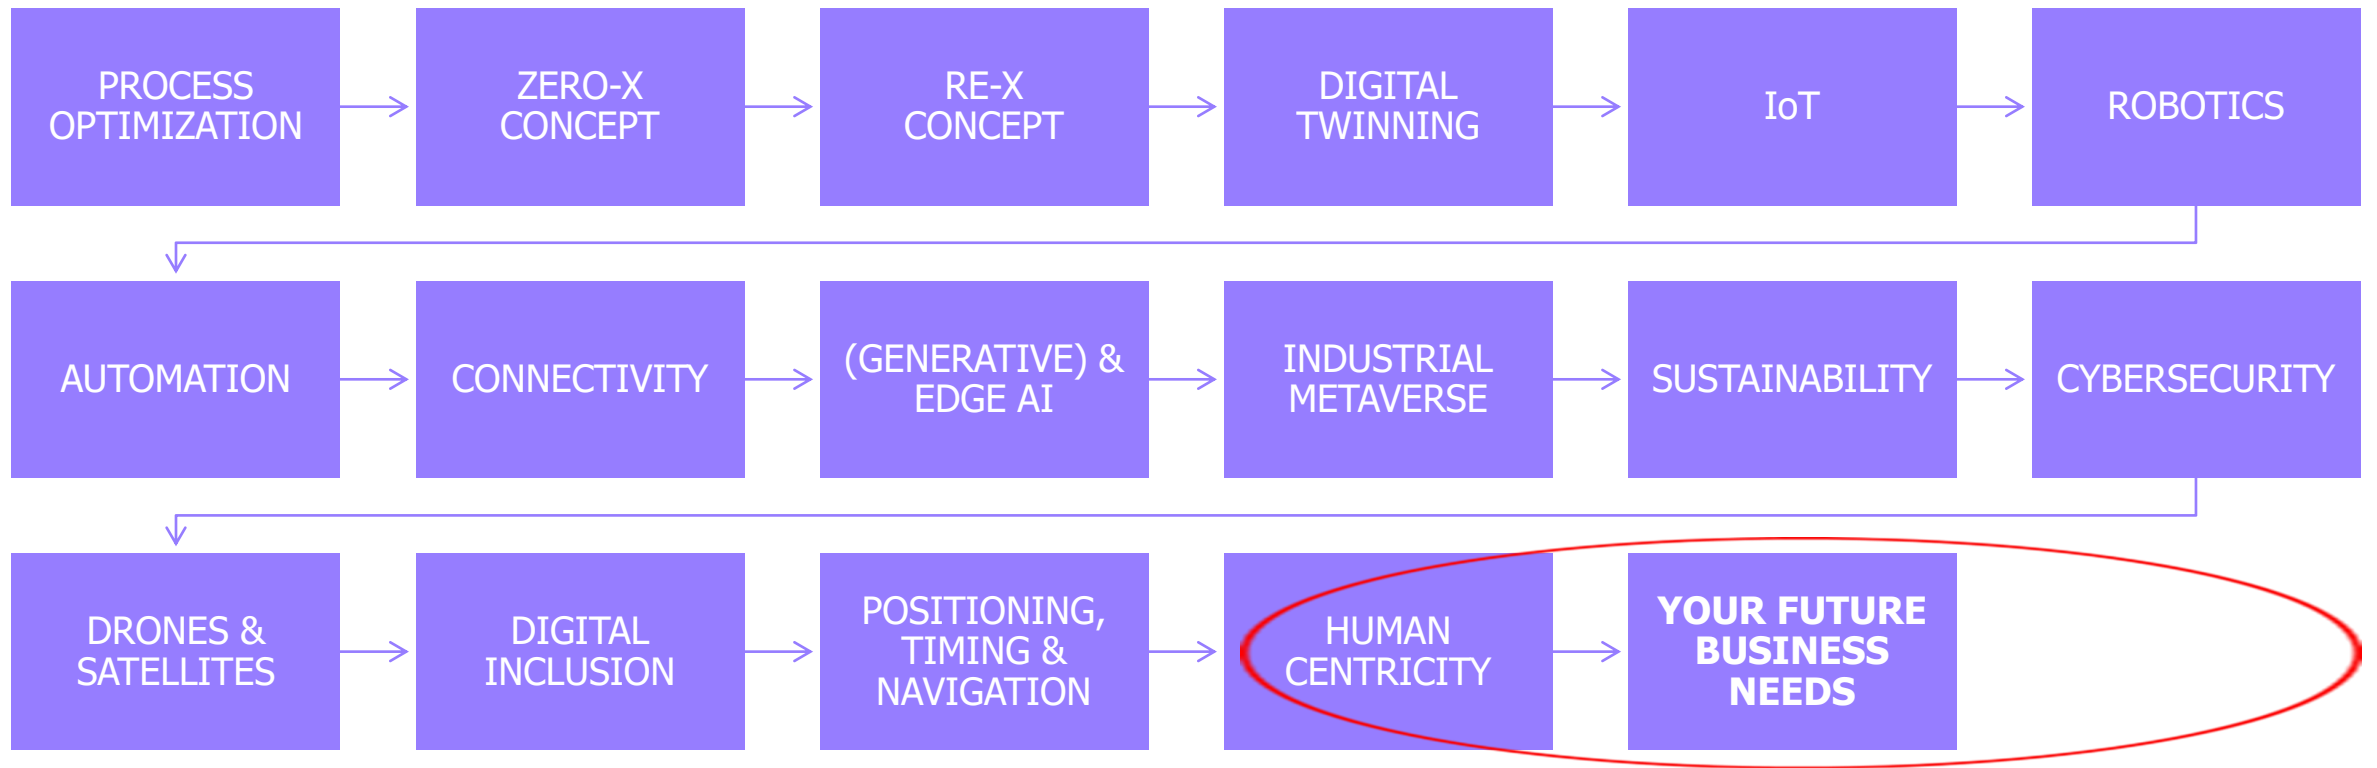 PROCESS
OPTIMIZATION
ZERO-X
CONCEPT
RE-X
CONCEPT
DIGITAL
TWINNING
IoT
ROBOTICS
AUTOMATION
CONNECTIVITY
(GENERATIVE) &
EDGE AI
INDUSTRIAL
METAVERSE
SUSTAINABILITY
CYBERSECURITY
DRONES &
SATELLITES
DIGITAL
INCLUSION
POSITIONING,
TIMING &
NAVIGATION
HUMAN
CENTRICITY
YOUR FUTURE
BUSINESS
NEEDS